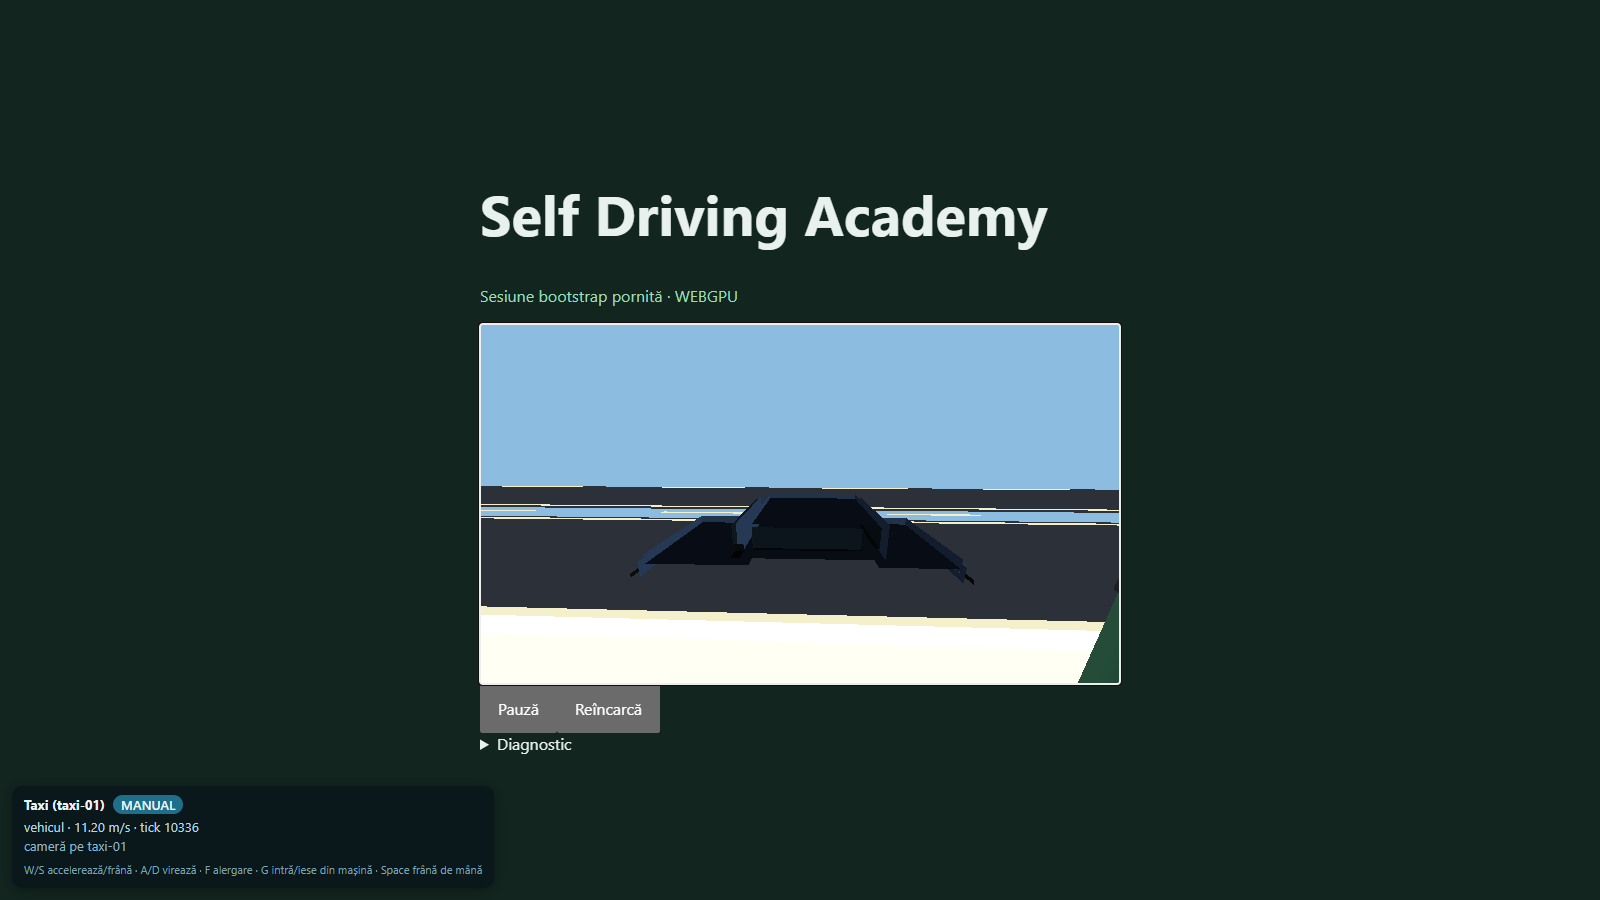 Self Driving Academy
Sesiune bootstrap pornită · WEBGPU
Pauză
Reîncarcă
Diagnostic
Taxi (taxi-01) MANUAL
vehicul · 11.20 m/s · tick 10336
cameră pe taxi-01
W/S accelerează/frână · A/D virează · F alergare · G intră/iese din mașină · Space frână de mână